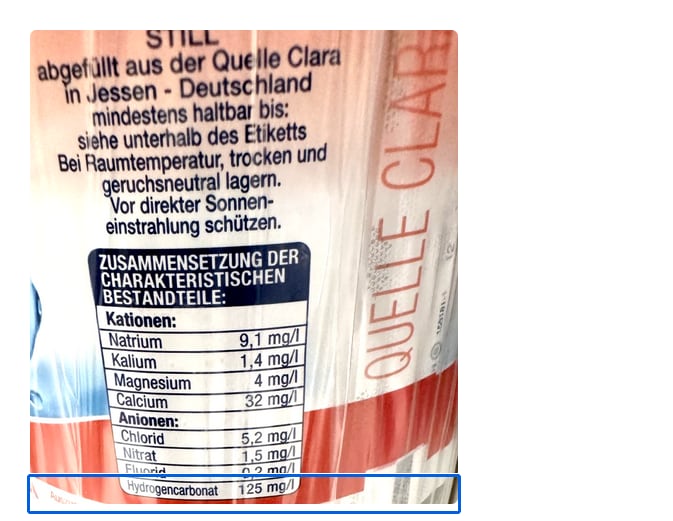 STILL
abgefüllt aus der Quelle Clara
in Jessen - Deutschland
mindestens haltbar bis:
siehe unterhalb des Etiketts
Bei Raumtemperatur, trocken und
geruchsneutral lagern.
Vor direkter Sonnen-
einstrahlung schützen.
ZUSAMMENSETZUNG DER
CHARAKTERISTISCHEN
BESTANDTEILE:
Kationen:
Natrium 9,1 mg/l
Kalium 1,4 mg/l
Magnesium 4 mg/l
Calcium 32 mg/l
Anionen:
Chlorid 5,2 mg/l
Nitrat 1,5 mg/l
Fluorid 0,2 mg/l
Hydrogencarbonat 125 mg/l
QUELLE CLAR